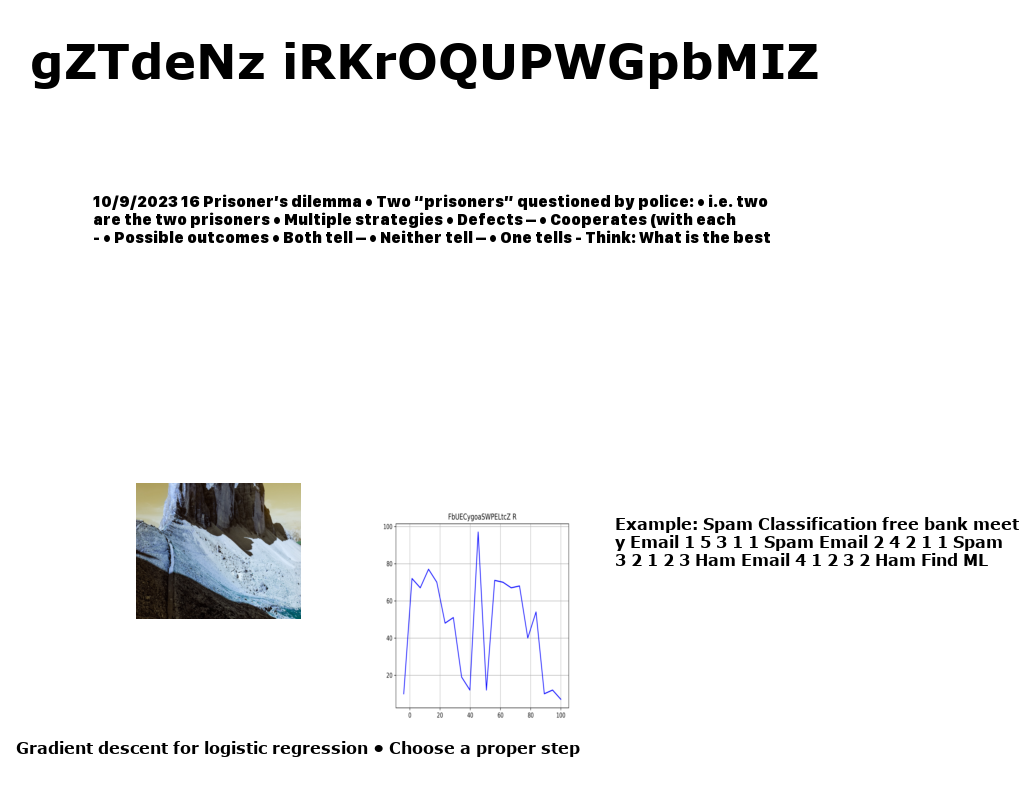 gZTdeNz iRKrOQUPWGpbMIZ
10/9/2023 16 Prisoner's dilemma • Two “prisoners” questioned by police: • i.e. two
are the two prisoners • Multiple strategies • Defects – • Cooperates (with each
- • Possible outcomes • Both tell – • Neither tell – • One tells - Think: What is the best
FbUECygoaSWPELtcZ R
100
80
60
40
20
0 20 40 60 80 100
Example: Spam Classification free bank meet
y Email 1 5 3 1 1 Spam Email 2 4 2 1 1 Spam
3 2 1 2 3 Ham Email 4 1 2 3 2 Ham Find ML
Gradient descent for logistic regression • Choose a proper step